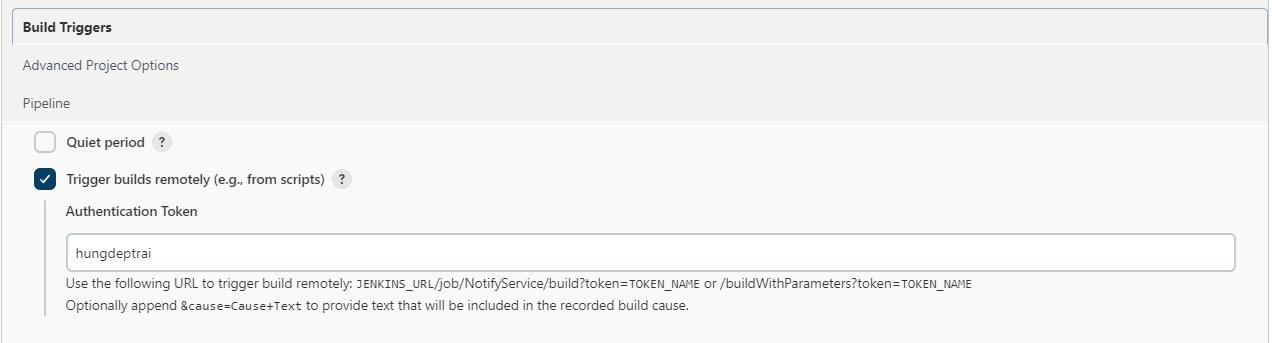 Build Triggers
Advanced Project Options
Pipeline
Quiet period ?
Trigger builds remotely (e.g., from scripts) ?
Authentication Token
hungdeptrai
Use the following URL to trigger build remotely: JENKINS_URL/job/NotifyService/build?token=TOKEN_NAME or /buildWithParameters?token=TOKEN_NAME
Optionally append &cause=Cause+Text to provide text that will be included in the recorded build cause.